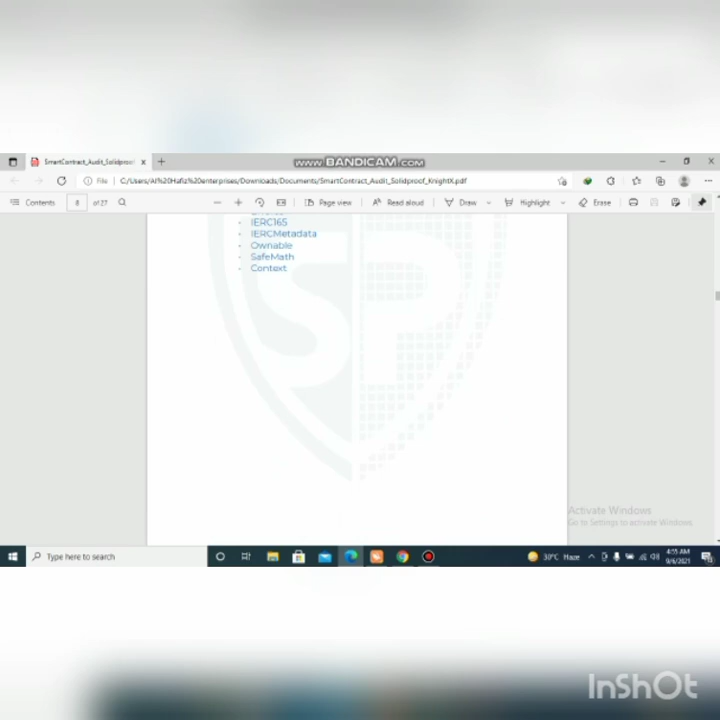 www.BANDICAM.com
SmartContract_Audit_Solidproof
File
C:/Users/Al%20Hafiz%20enterprises/Downloads/Documents/SmartContract_Audit_Solidproof_KnightX.pdf
Contents
8
of 27
Page view
Read aloud
Draw
Highlight
Erase
IERC165
IERCMetadata
Ownable
SafeMath
Context
SP
Activate Windows
Go to Settings to activate Windows.
Type here to search
30°C Haze
4:55 AM
9/6/2021
InShOt